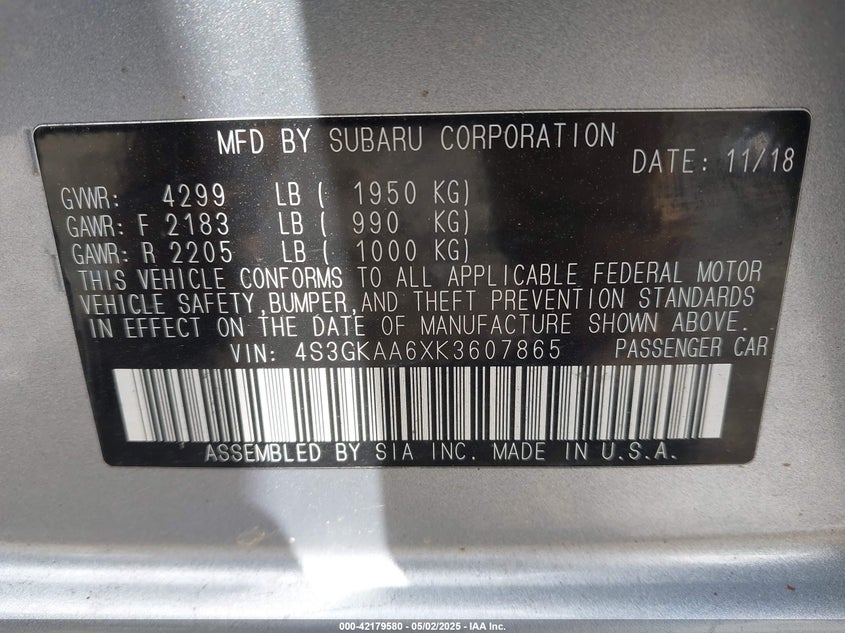 MFD BY SUBARU CORPORATION
DATE: 11/18
GVWR: 4299 LB ( 1950 KG)
GAWR: F 2183 LB ( 990 KG)
GAWR: R 2205 LB ( 1000 KG)
THIS VEHICLE CONFORMS TO ALL APPLICABLE FEDERAL MOTOR
VEHICLE SAFETY,BUMPER,AND THEFT PREVENTION STANDARDS
IN EFFECT ON THE DATE OF MANUFACTURE SHOWN ABOVE.
VIN: 4S3GKAA6XK3607865 PASSENGER CAR
ASSEMBLED BY SIA INC. MADE IN U.S.A.
000-42179580 - 05/02/2025 - IAA Inc.